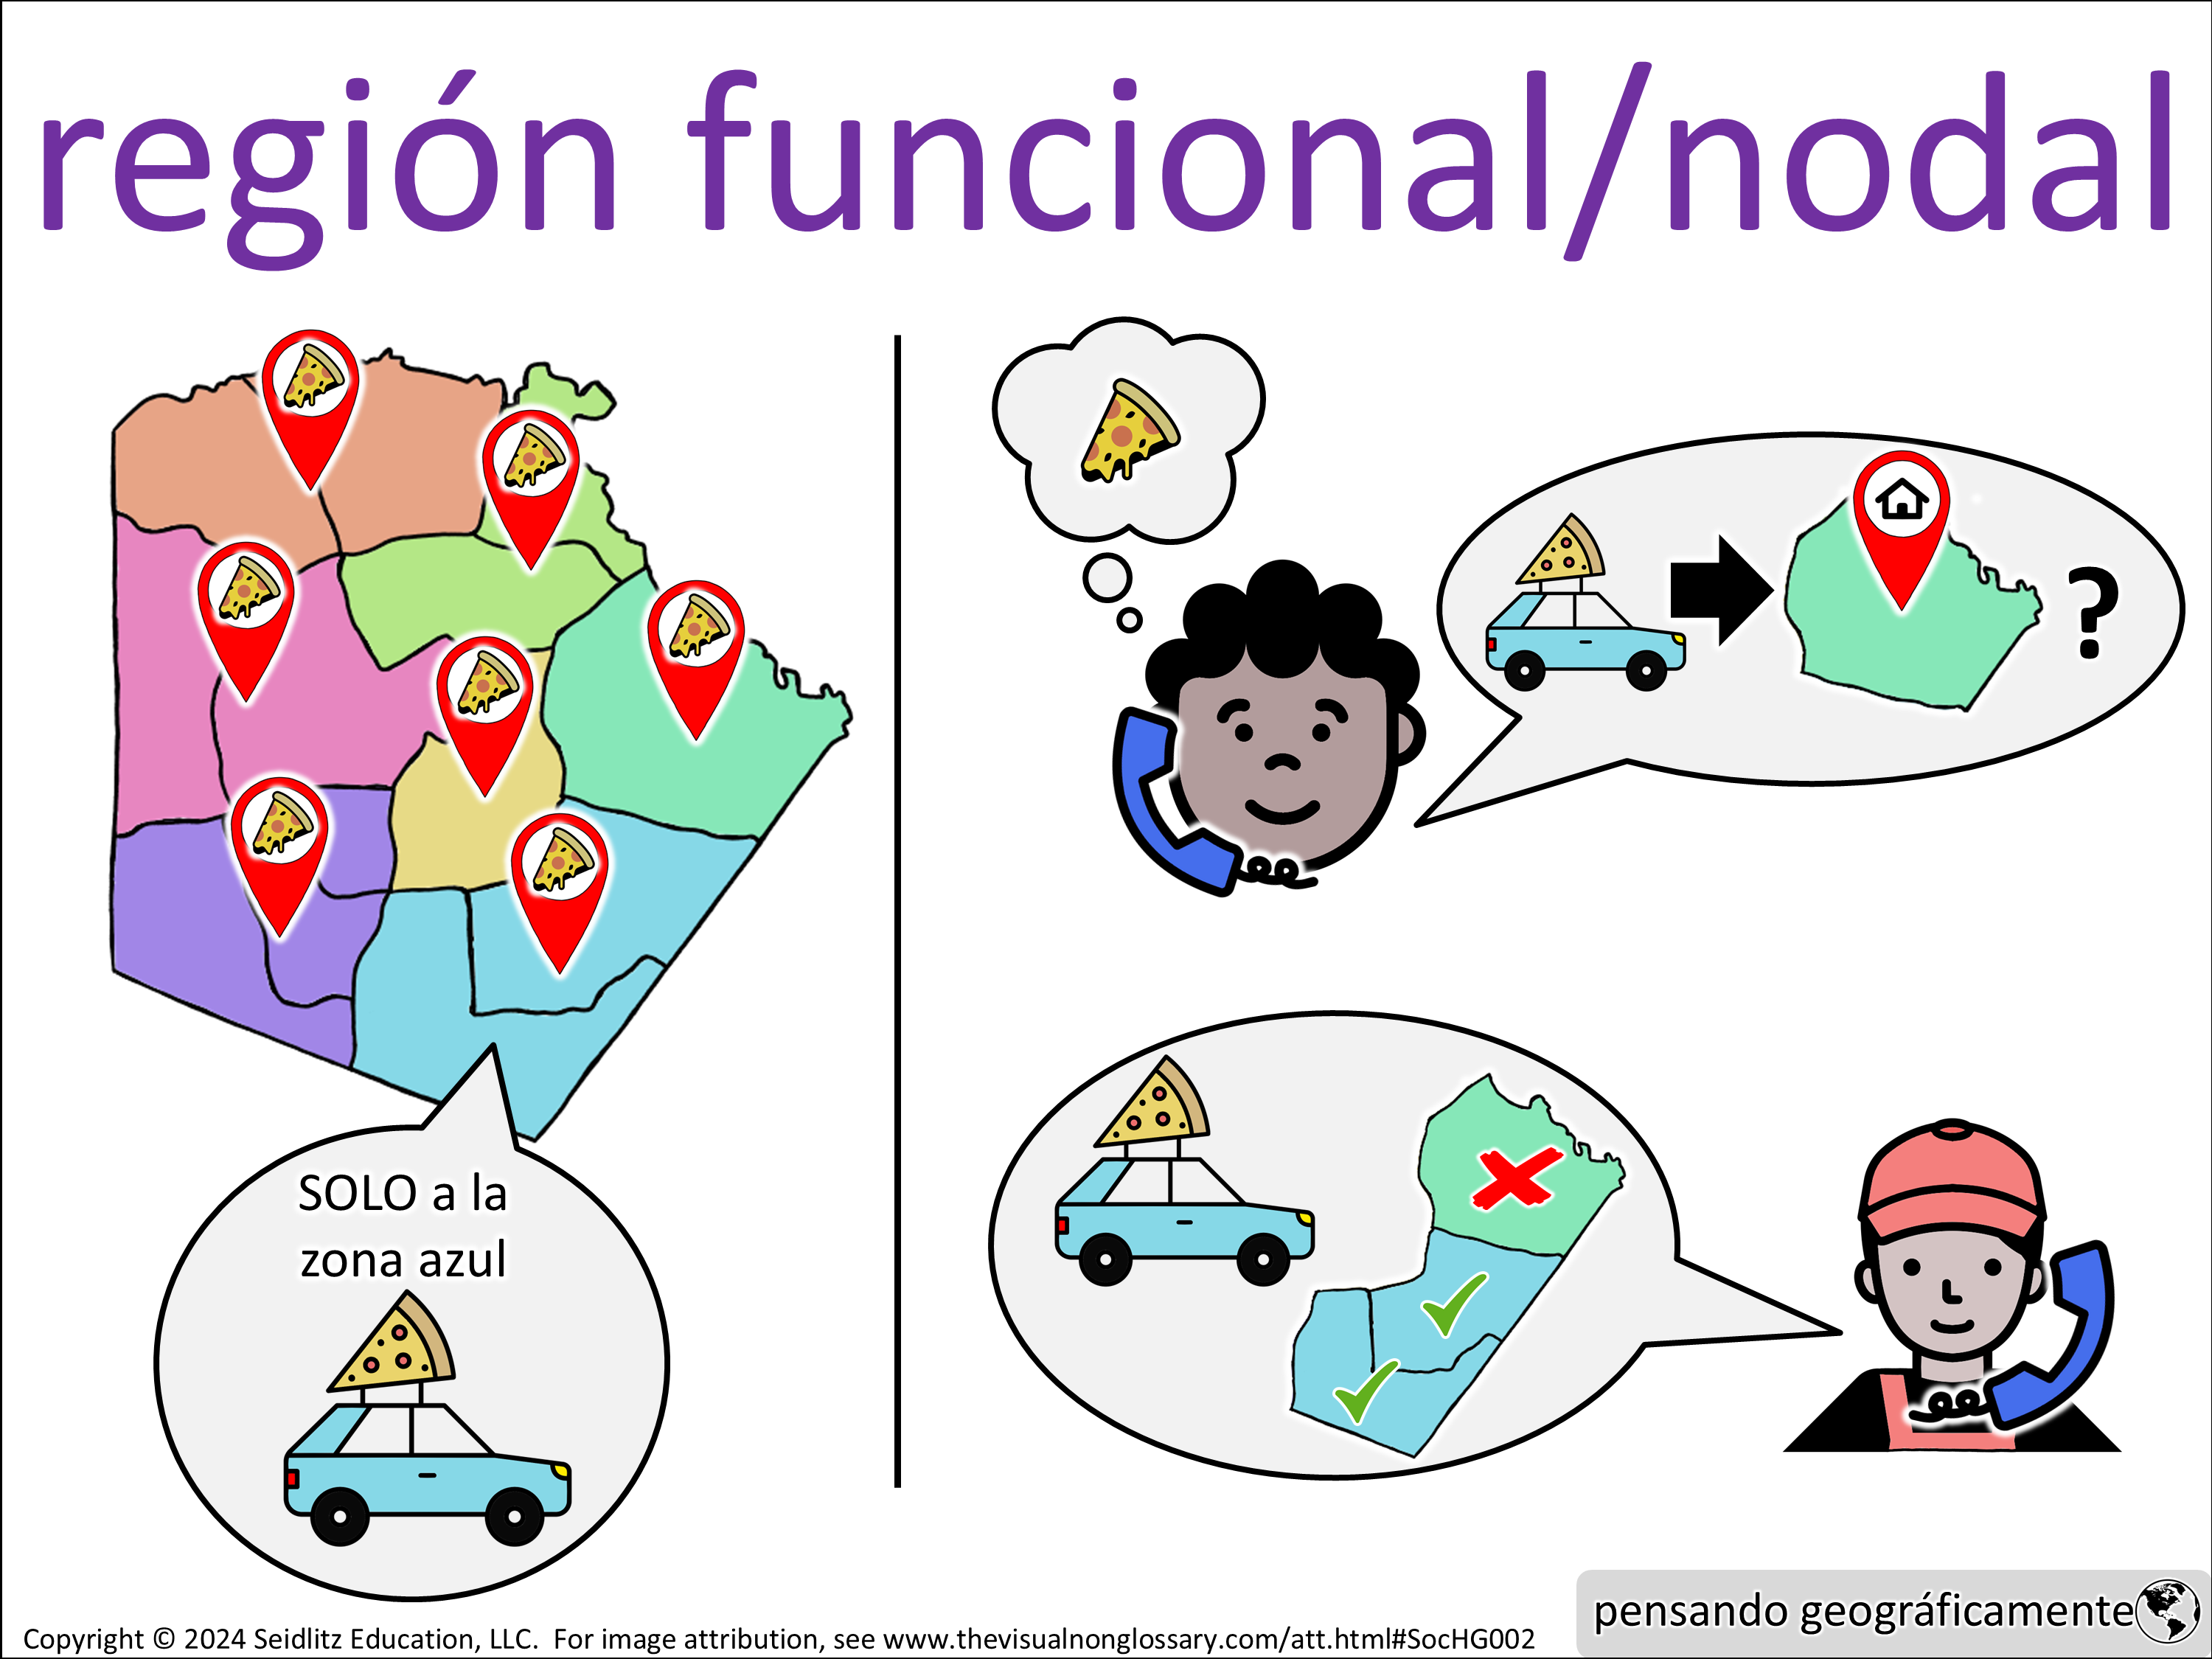 región funcional/nodal
?
SOLO a la
zona azul
pensando geográficamente
Copyright © 2024 Seidlitz Education, LLC.  For image attribution, see www.thevisualnonglossary.com/att.html#SocHG002